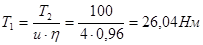 T₁ = T₂ / (u · η) = 100 / (4 · 0,96) = 26,04 Нм